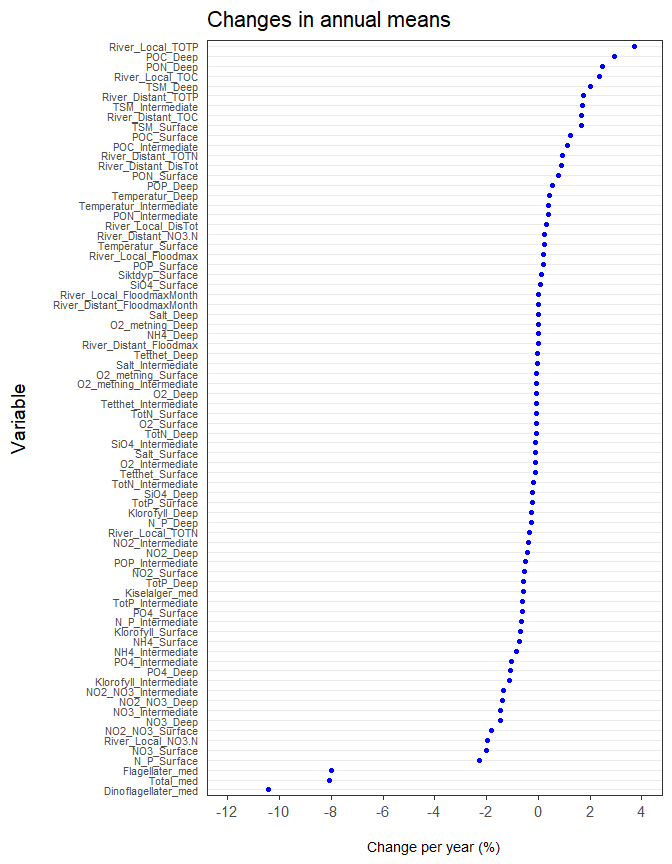 Changes in annual means
River_Local_TOTP
POC_Deep
PON_Deep
River_Local_TOC
TSM_Deep
River_Distant_TOTP
TSM_Intermediate
River_Distant_TOC
TSM_Surface
POC_Surface
POC_Intermediate
River_Distant_TOTN
River_Distant_DisTot
PON_Surface
POP_Deep
Temperatur_Deep
Temperatur_Intermediate
PON_Intermediate
River_Local_DisTot
River_Distant_NO3.N
Temperatur_Surface
River_Local_Floodmax
POP_Surface
Siktdyp_Surface
SiO4_Surface
River_Local_FloodmaxMonth
River_Distant_FloodmaxMonth
Salt_Deep
O2_metning_Deep
NH4_Deep
River_Distant_Floodmax
Tetthet_Deep
Salt_Intermediate
O2_metning_Surface
O2_metning_Intermediate
O2_Deep
Tetthet_Intermediate
TotN_Surface
O2_Surface
TotN_Deep
SiO4_Intermediate
Salt_Surface
O2_Intermediate
Tetthet_Surface
TotN_Intermediate
SiO4_Deep
TotP_Surface
Klorofyll_Deep
N_P_Deep
River_Local_TOTN
NO2_Intermediate
NO2_Deep
POP_Intermediate
NO2_Surface
TotP_Deep
Kiselalger_med
TotP_Intermediate
PO4_Surface
N_P_Intermediate
Klorofyll_Surface
NH4_Surface
NH4_Intermediate
PO4_Intermediate
PO4_Deep
Klorofyll_Intermediate
NO2_NO3_Intermediate
NO2_NO3_Deep
NO3_Intermediate
NO3_Deep
NO2_NO3_Surface
River_Local_NO3.N
NO3_Surface
N_P_Surface
Flagellater_med
Total_med
Dinoflagellater_med
Variable
-12 -10 -8 -6 -4 -2 0 2 4
Change per year (%)